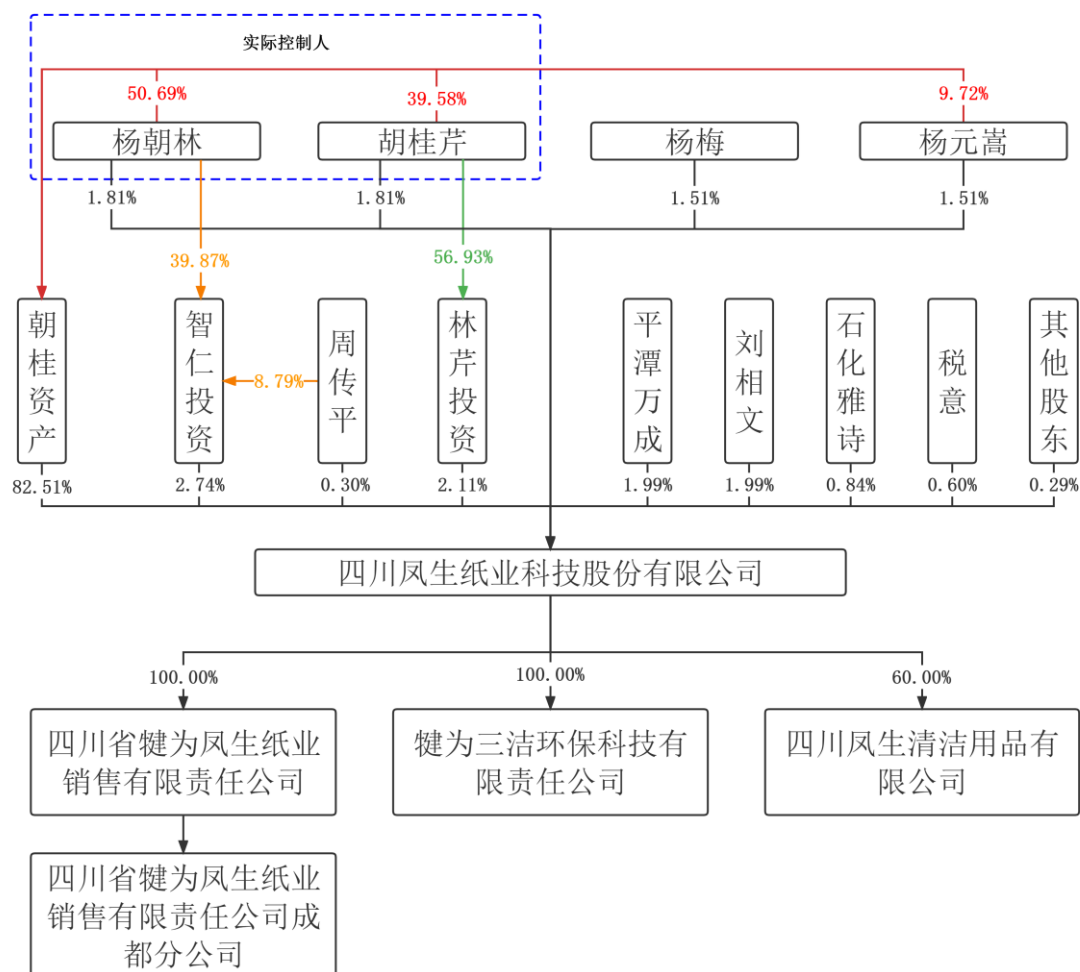 实际控制人
50.69%
39.58%
9.72%
杨朝林
胡桂芹
杨梅
杨元嵩
1.81%
1.81%
1.51%
1.51%
39.87%
56.93%
朝桂资产
智仁投资
周传平
林芹投资
平潭万成
刘相文
石化雅诗
税意
其他股东
8.79%
82.51%
2.74%
0.30%
2.11%
1.99%
1.99%
0.84%
0.60%
0.29%
四川凤生纸业科技股份有限公司
100.00%
100.00%
60.00%
四川省犍为凤生纸业
销售有限责任公司
犍为三洁环保科技有
限责任公司
四川凤生清洁用品有
限公司
四川省犍为凤生纸业
销售有限责任公司成
都分公司